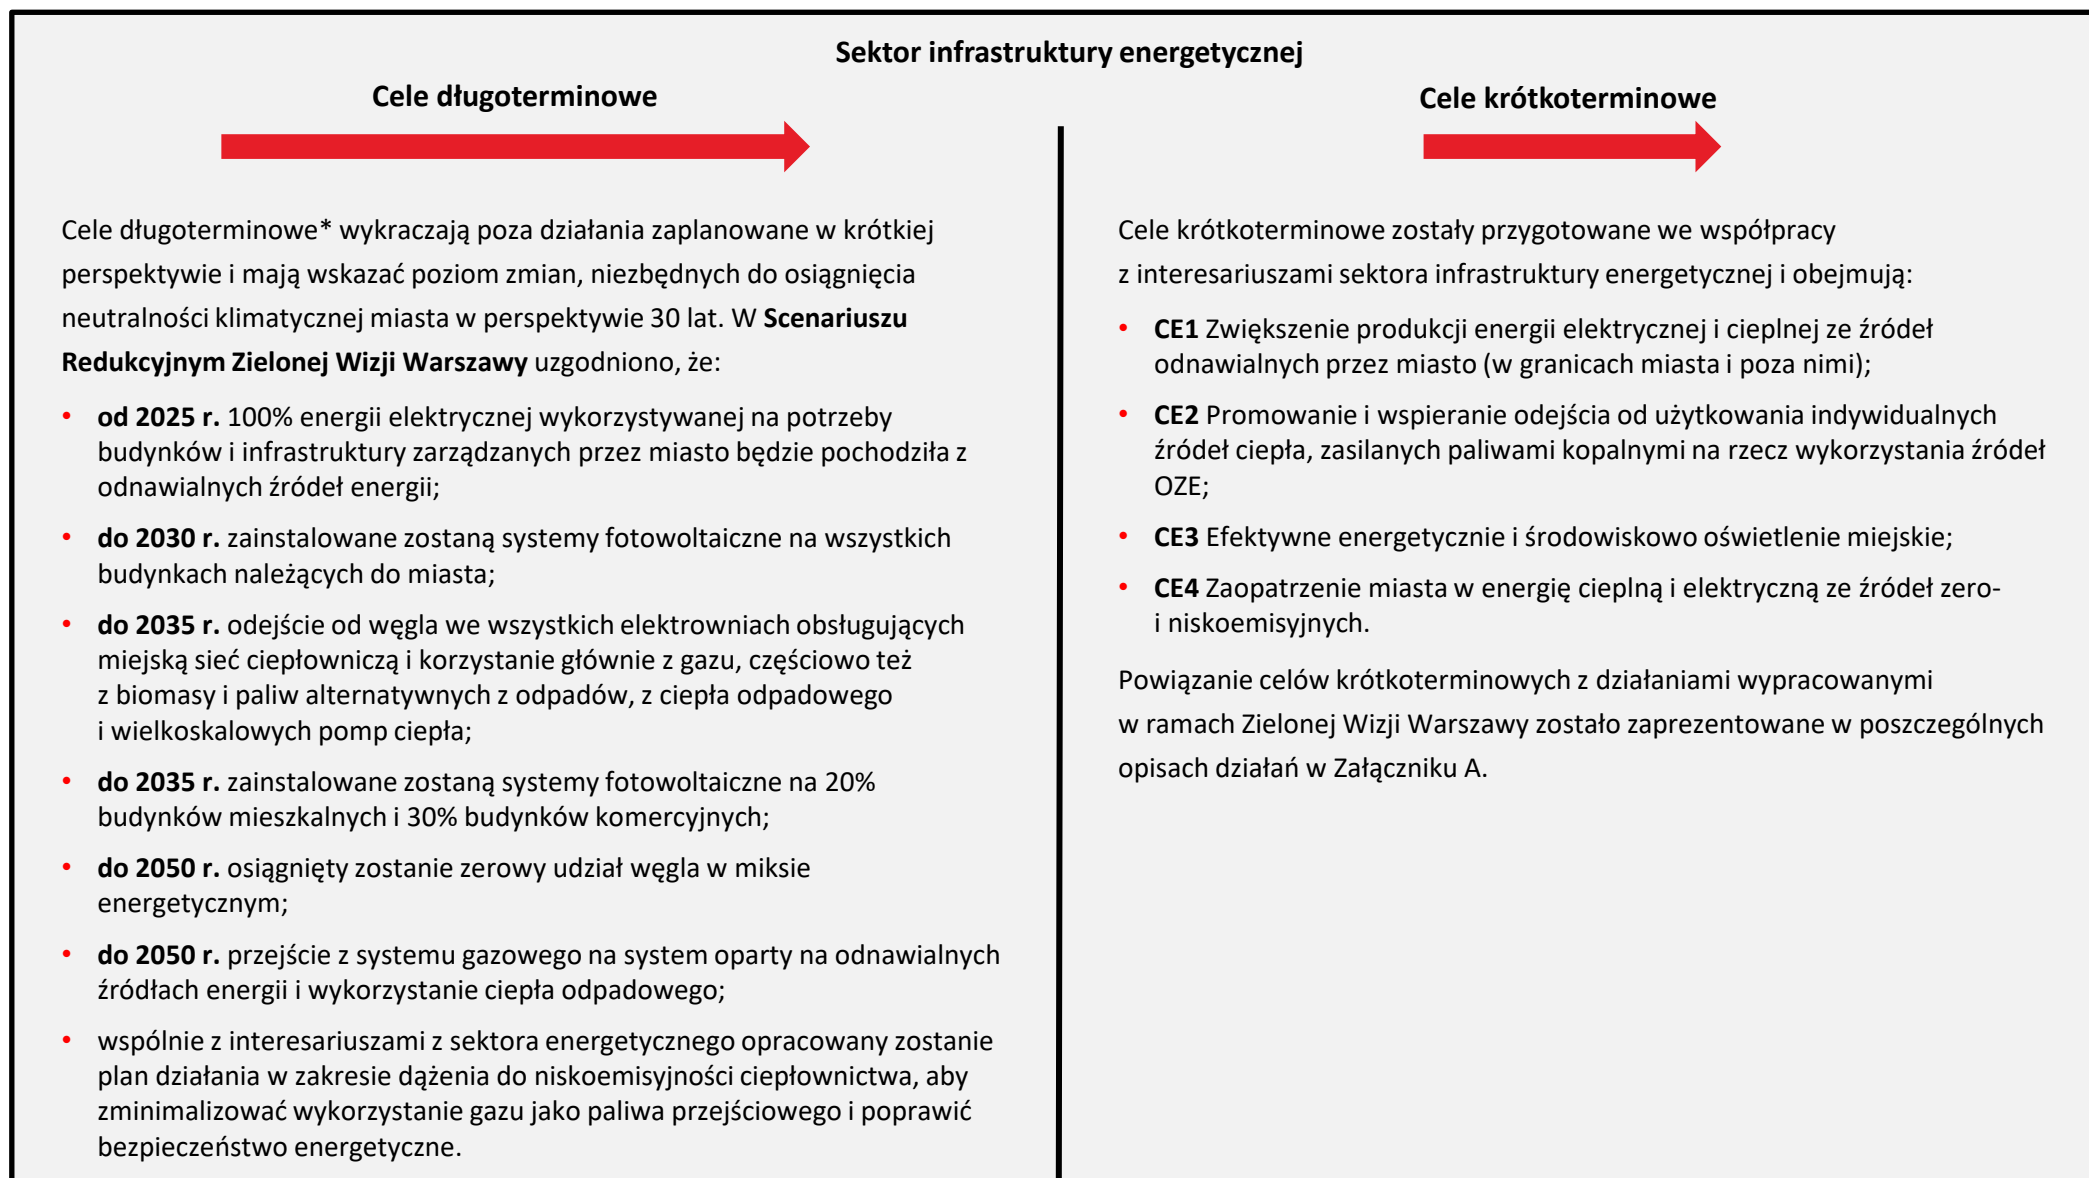 Sektor infrastruktury energetycznej
Cele długoterminowe
Cele długoterminowe* wykraczają poza działania zaplanowane w krótkiej
perspektywie i mają wskazać poziom zmian, niezbędnych do osiągnięcia
neutralności klimatycznej miasta w perspektywie 30 lat. W Scenariuszu
Redukcyjnym Zielonej Wizji Warszawy uzgodniono, że:
• od 2025 r. 100% energii elektrycznej wykorzystywanej na potrzeby
budynków i infrastruktury zarządzanych przez miasto będzie pochodziła z
odnawialnych źródeł energii;
• do 2030 r. zainstalowane zostaną systemy fotowoltaiczne na wszystkich
budynkach należących do miasta;
• do 2035 r. odejście od węgla we wszystkich elektrowniach obsługujących
miejską sieć ciepłowniczą i korzystanie głównie z gazu, częściowo też
z biomasy i paliw alternatywnych z odpadów, z ciepła odpadowego
i wielkoskalowych pomp ciepła;
• do 2035 r. zainstalowane zostaną systemy fotowoltaiczne na 20%
budynków mieszkalnych i 30% budynków komercyjnych;
• do 2050 r. osiągnięty zostanie zerowy udział węgla w miksie
energetycznym;
• do 2050 r. przejście z systemu gazowego na system oparty na odnawialnych
źródłach energii i wykorzystanie ciepła odpadowego;
• wspólnie z interesariuszami z sektora energetycznego opracowany zostanie
plan działania w zakresie dążenia do niskoemisyjności ciepłownictwa, aby
zminimalizować wykorzystanie gazu jako paliwa przejściowego i poprawić
bezpieczeństwo energetyczne.
Cele krótkoterminowe
Cele krótkoterminowe zostały przygotowane we współpracy
z interesariuszami sektora infrastruktury energetycznej i obejmują:
• CE1 Zwiększenie produkcji energii elektrycznej i cieplnej ze źródeł
odnawialnych przez miasto (w granicach miasta i poza nimi);
• CE2 Promowanie i wspieranie odejścia od użytkowania indywidualnych
źródeł ciepła, zasilanych paliwami kopalnymi na rzecz wykorzystania źródeł
OZE;
• CE3 Efektywne energetycznie i środowiskowo oświetlenie miejskie;
• CE4 Zaopatrzenie miasta w energię cieplną i elektryczną ze źródeł zero-
i niskoemisyjnych.
Powiązanie celów krótkoterminowych z działaniami wypracowanymi
w ramach Zielonej Wizji Warszawy zostało zaprezentowane w poszczególnych
opisach działań w Załączniku A.